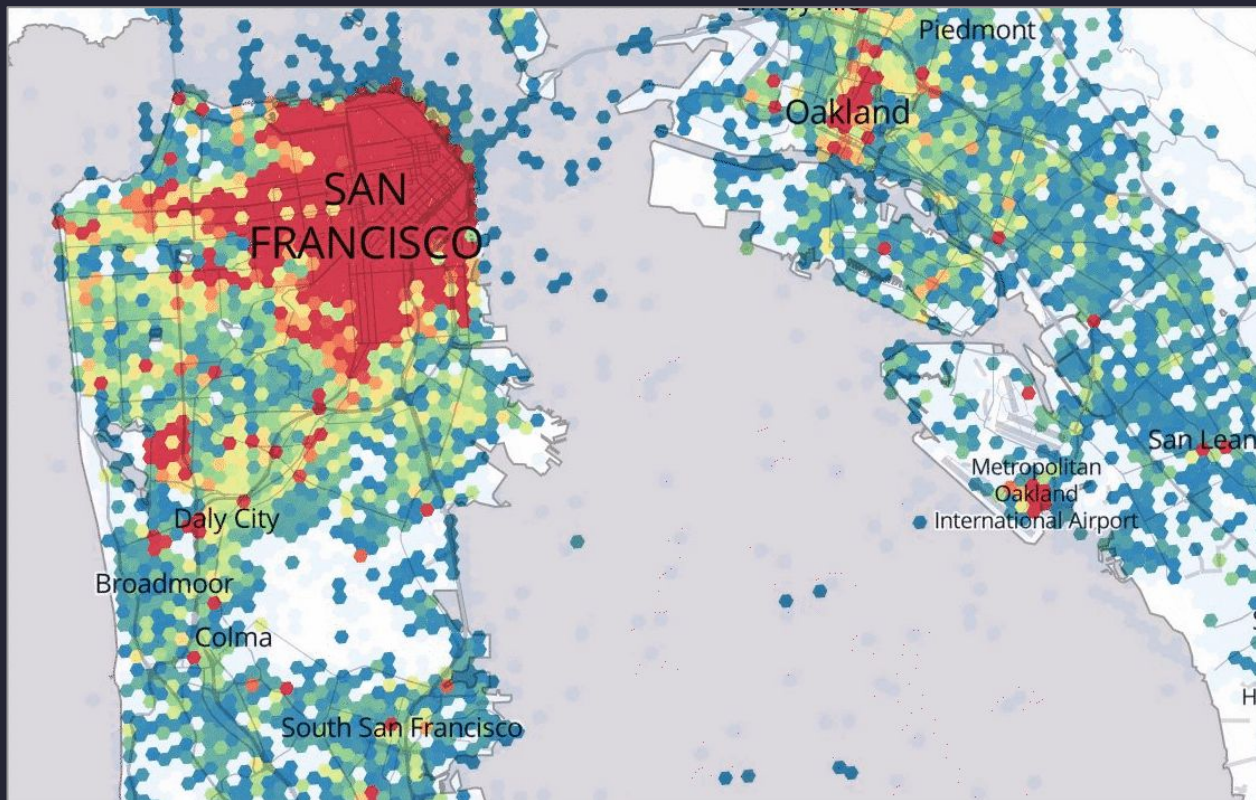 Piedmont
Oakland
SAN
FRANCISCO
San Lean
Metropolitan
Oakland
International Airport
Daly City
Broadmoor
Colma
South San Francisco